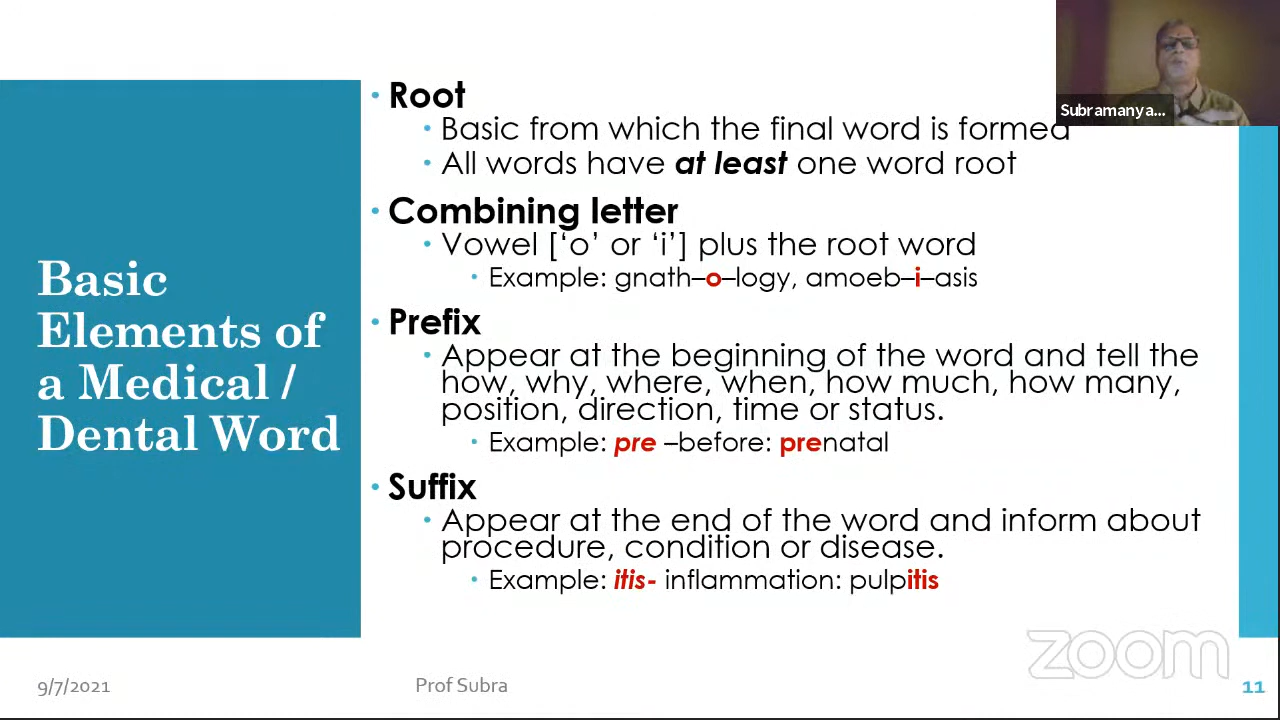 Subramanya...
• Root
• Basic from which the final word is formed
• All words have at least one word root
• Combining letter
• Vowel [‘o’ or ‘i’] plus the root word
• Example: gnath–o–logy, amoeb–i–asis
Basic
Elements of
a Medical /
Dental Word
• Prefix
• Appear at the beginning of the word and tell the
how, why, where, when, how much, how many,
position, direction, time or status.
• Example: pre –before: prenatal
• Suffix
• Appear at the end of the word and inform about
procedure, condition or disease.
• Example: itis- inflammation: pulpitis
zoom
9/7/2021
Prof Subra
11